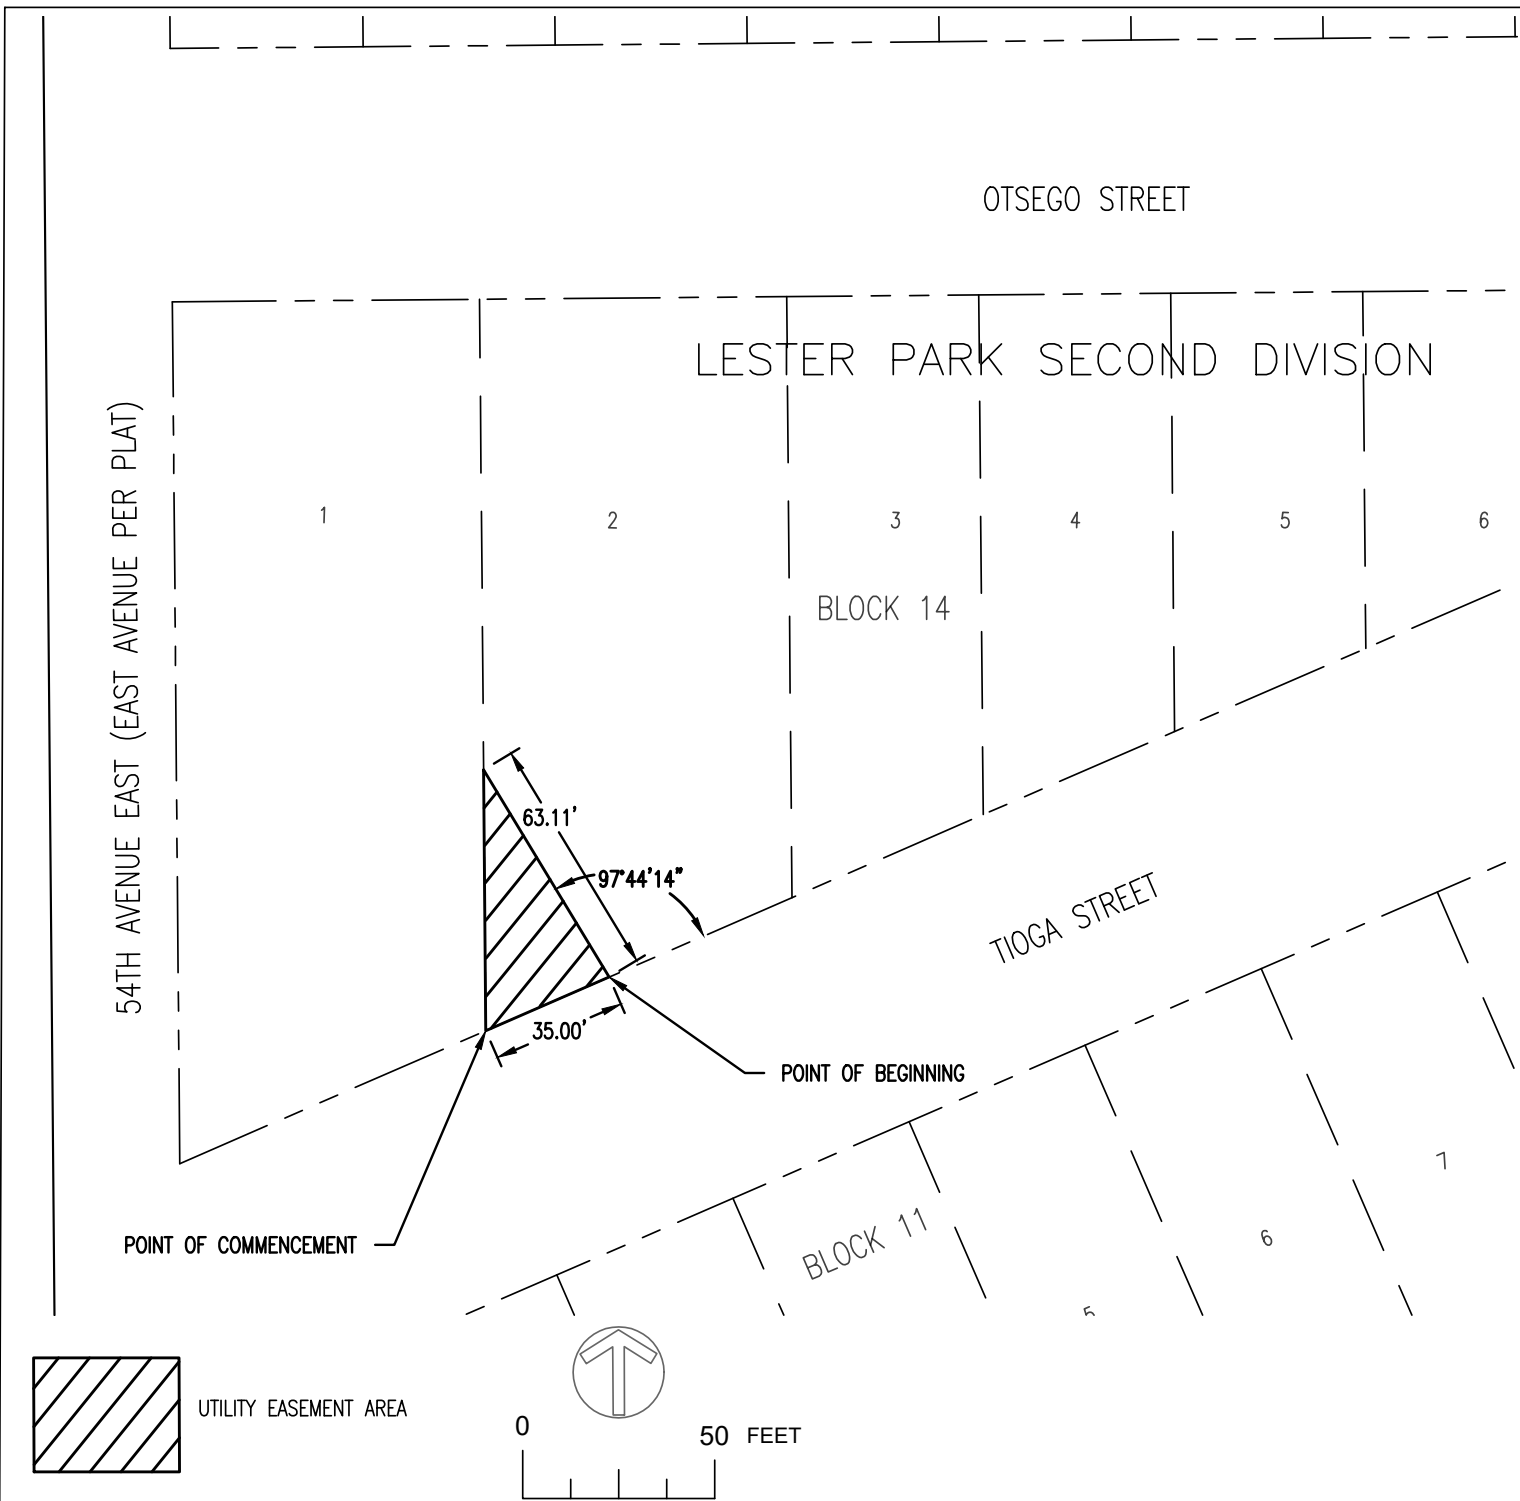 OTSEGO STREET
LESTER PARK SECOND DIVISION
54TH AVENUE EAST (EAST AVENUE PER PLAT)
1
2
3
4
5
6
BLOCK 14
63.11'
97°44'14"
TIOGA STREET
35.00'
POINT OF BEGINNING
POINT OF COMMENCEMENT
BLOCK 11
5
6
7
UTILITY EASEMENT AREA
0
50 FEET